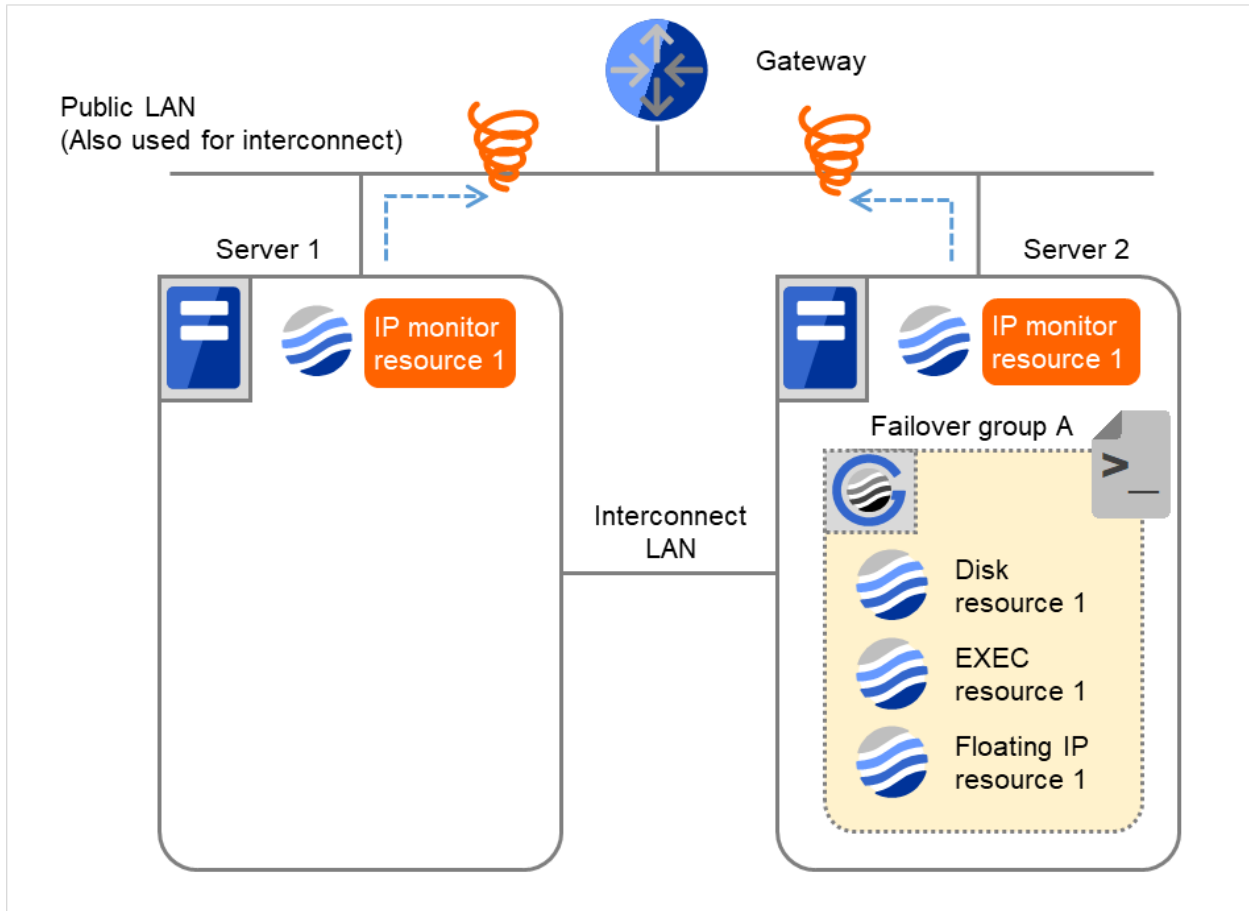 Gateway
Public LAN
(Also used for interconnect)
Server 1
Server 2
IP monitor
resource 1
IP monitor
resource 1
Failover group A
>_
Interconnect
LAN
Disk
resource 1
EXEC
resource 1
Floating IP
resource 1